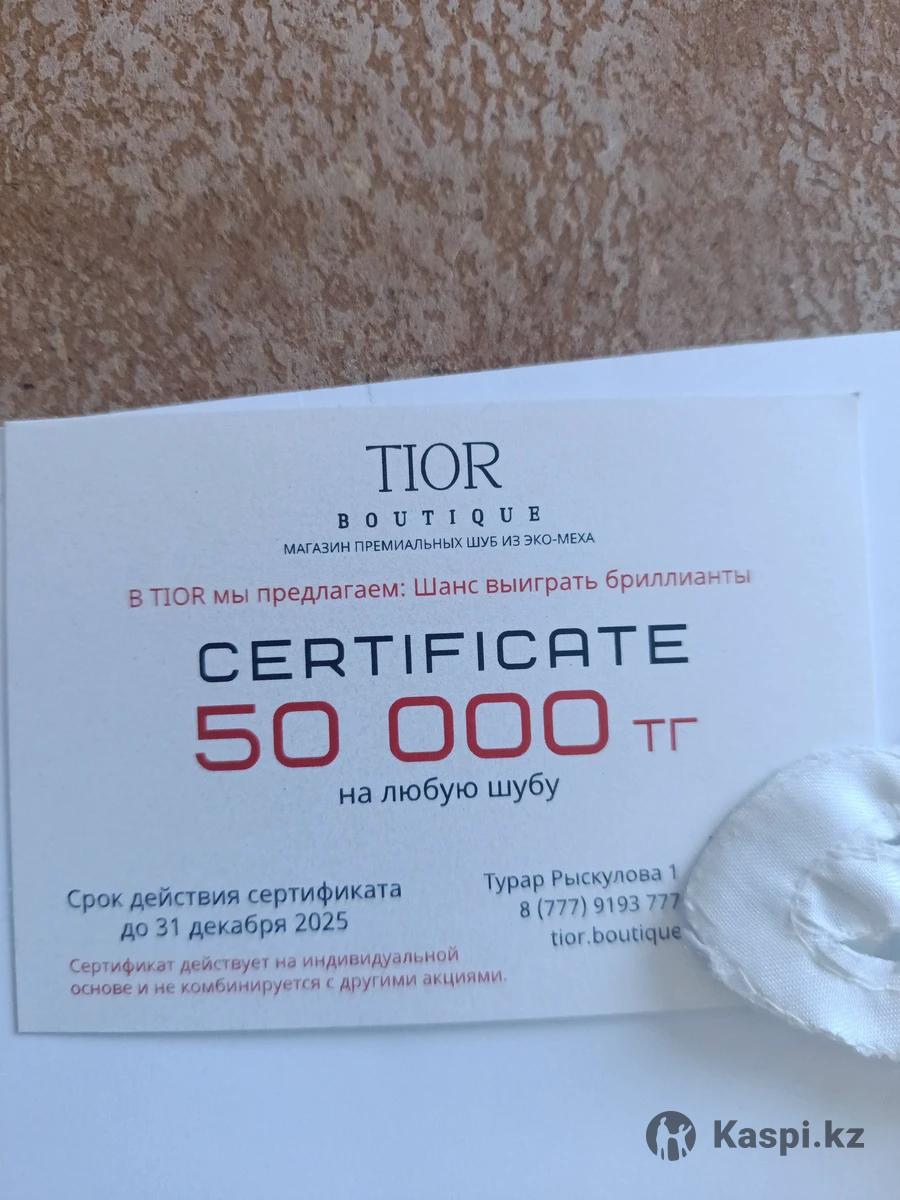 TIOR
BOUTIQUE
МАГАЗИН ПРЕМИАЛЬНЫХ ШУБ ИЗ ЭКО-МЕХА
В TIOR мы предлагаем: Шанс выиграть бриллианты
CERTIFICATE
50 000 тг
на любую шубу
Срок действия сертификата
до 31 декабря 2025
Сертификат действует на индивидуальной
основе и не комбинируется с другими акциями.
Турар Рыскулова 1
8 (777) 9193 777
tior.boutique
Kaspi.kz